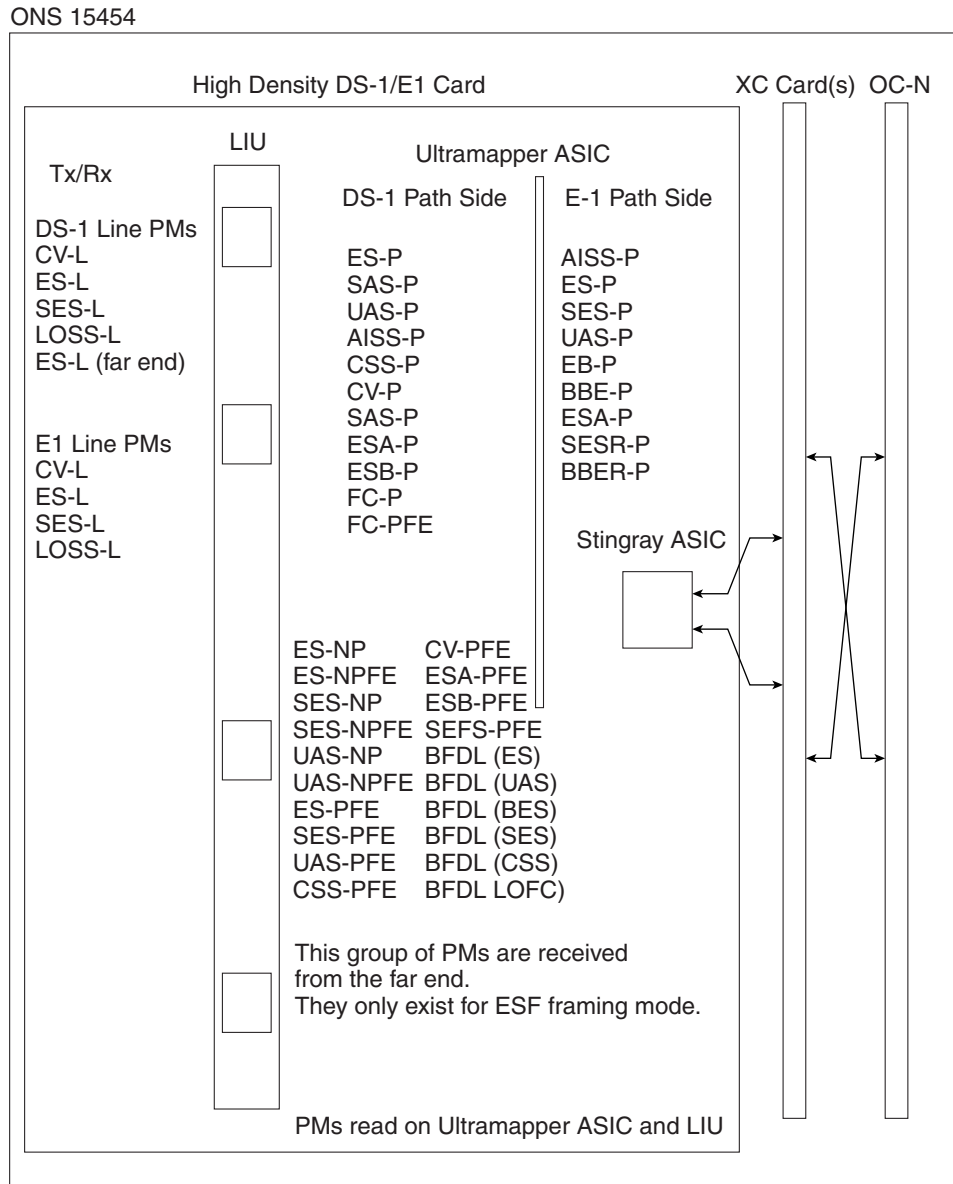 ONS 15454
High Density DS-1/E1 Card
XC Card(s)
OC-N
LIU
Ultramapper ASIC
Tx/Rx
DS-1 Path Side
E-1 Path Side
DS-1 Line PMs
CV-L
ES-L
SES-L
LOSS-L
ES-L (far end)
E1 Line PMs
CV-L
ES-L
SES-L
LOSS-L
ES-P
SAS-P
UAS-P
AISS-P
CSS-P
CV-P
SAS-P
ESA-P
ESB-P
FC-P
FC-PFE
AISS-P
ES-P
SES-P
UAS-P
EB-P
BBE-P
ESA-P
SESR-P
BBER-P
Stingray ASIC
ES-NP
ES-NPFE
SES-NP
SES-NPFE
UAS-NP
UAS-NPFE
ES-PFE
SES-PFE
UAS-PFE
CSS-PFE
CV-PFE
ESA-PFE
ESB-PFE
SEFS-PFE
BFDL (ES)
BFDL (UAS)
BFDL (BES)
BFDL (SES)
BFDL (CSS)
BFDL LOFC)
This group of PMs are received
from the far end.
They only exist for ESF framing mode.
PMs read on Ultramapper ASIC and LIU